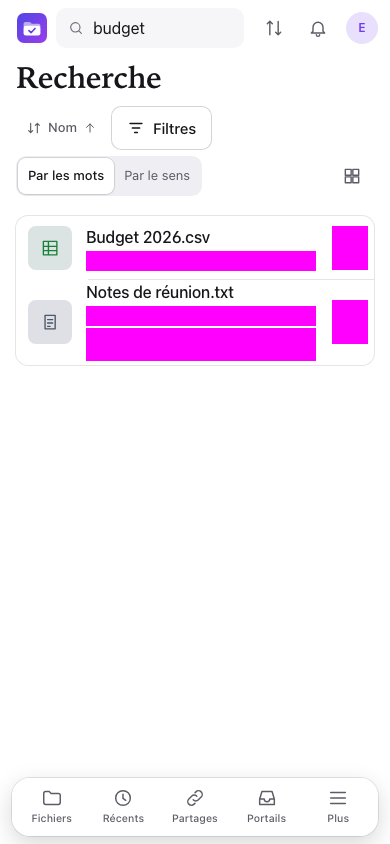 budget
E
Recherche
Nom
Filtres
Par les mots
Par le sens
Budget 2026.csv
Notes de réunion.txt
Fichiers
Récents
Partages
Portails
Plus